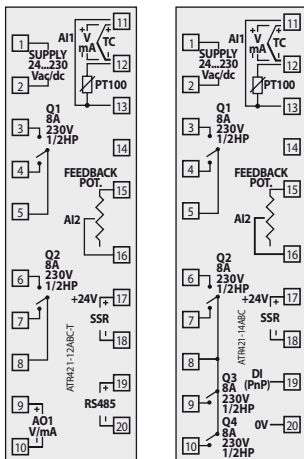 AI1
11
V
mA
TC
1
SUPPLY
24...230
Vac/dc
12
2
PT100
Q1
8A
230V
1/2HP
3
13
4
14
FEEDBACK
POT.
5
15
AI2
Q2
8A
230V
1/2HP
16
6
+24V
17
7
SSR
18
8
ATR421-12ABC-T
9
19
RS485
AO1
V/mA
10
20
AI1
11
V
mA
TC
1
SUPPLY
24...230
Vac/dc
12
2
PT100
Q1
8A
230V
1/2HP
3
13
4
14
FEEDBACK
POT.
5
15
AI2
Q2
8A
230V
1/2HP
16
6
+24V
17
7
SSR
18
8
ATR421-14ABC
Q3
8A
230V
1/2HP
DI
(PnP)
19
9
Q4
8A
230V
1/2HP
0V
20
10